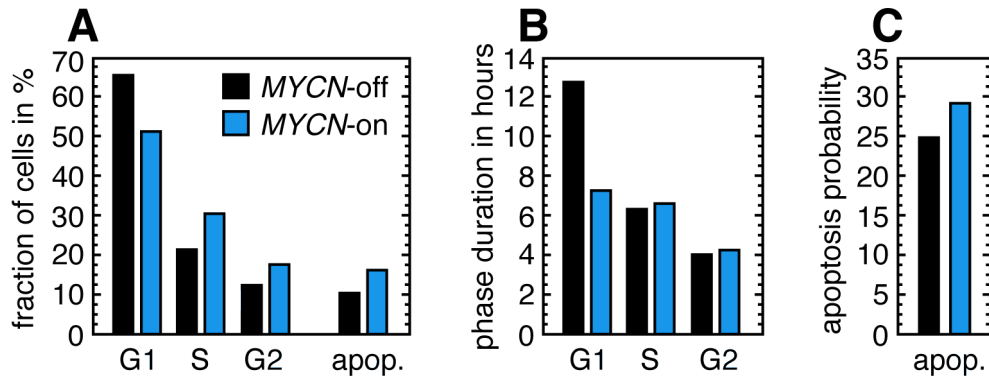 A
fraction of cells in %
70
60
50
40
30
20
10
0
MYCN-off
MYCN-on
G1 S G2 apop.
B
phase duration in hours
14
12
10
8
6
4
2
0
G1 S G2
C
apoptosis probability
35
30
25
20
15
10
5
0
apop.